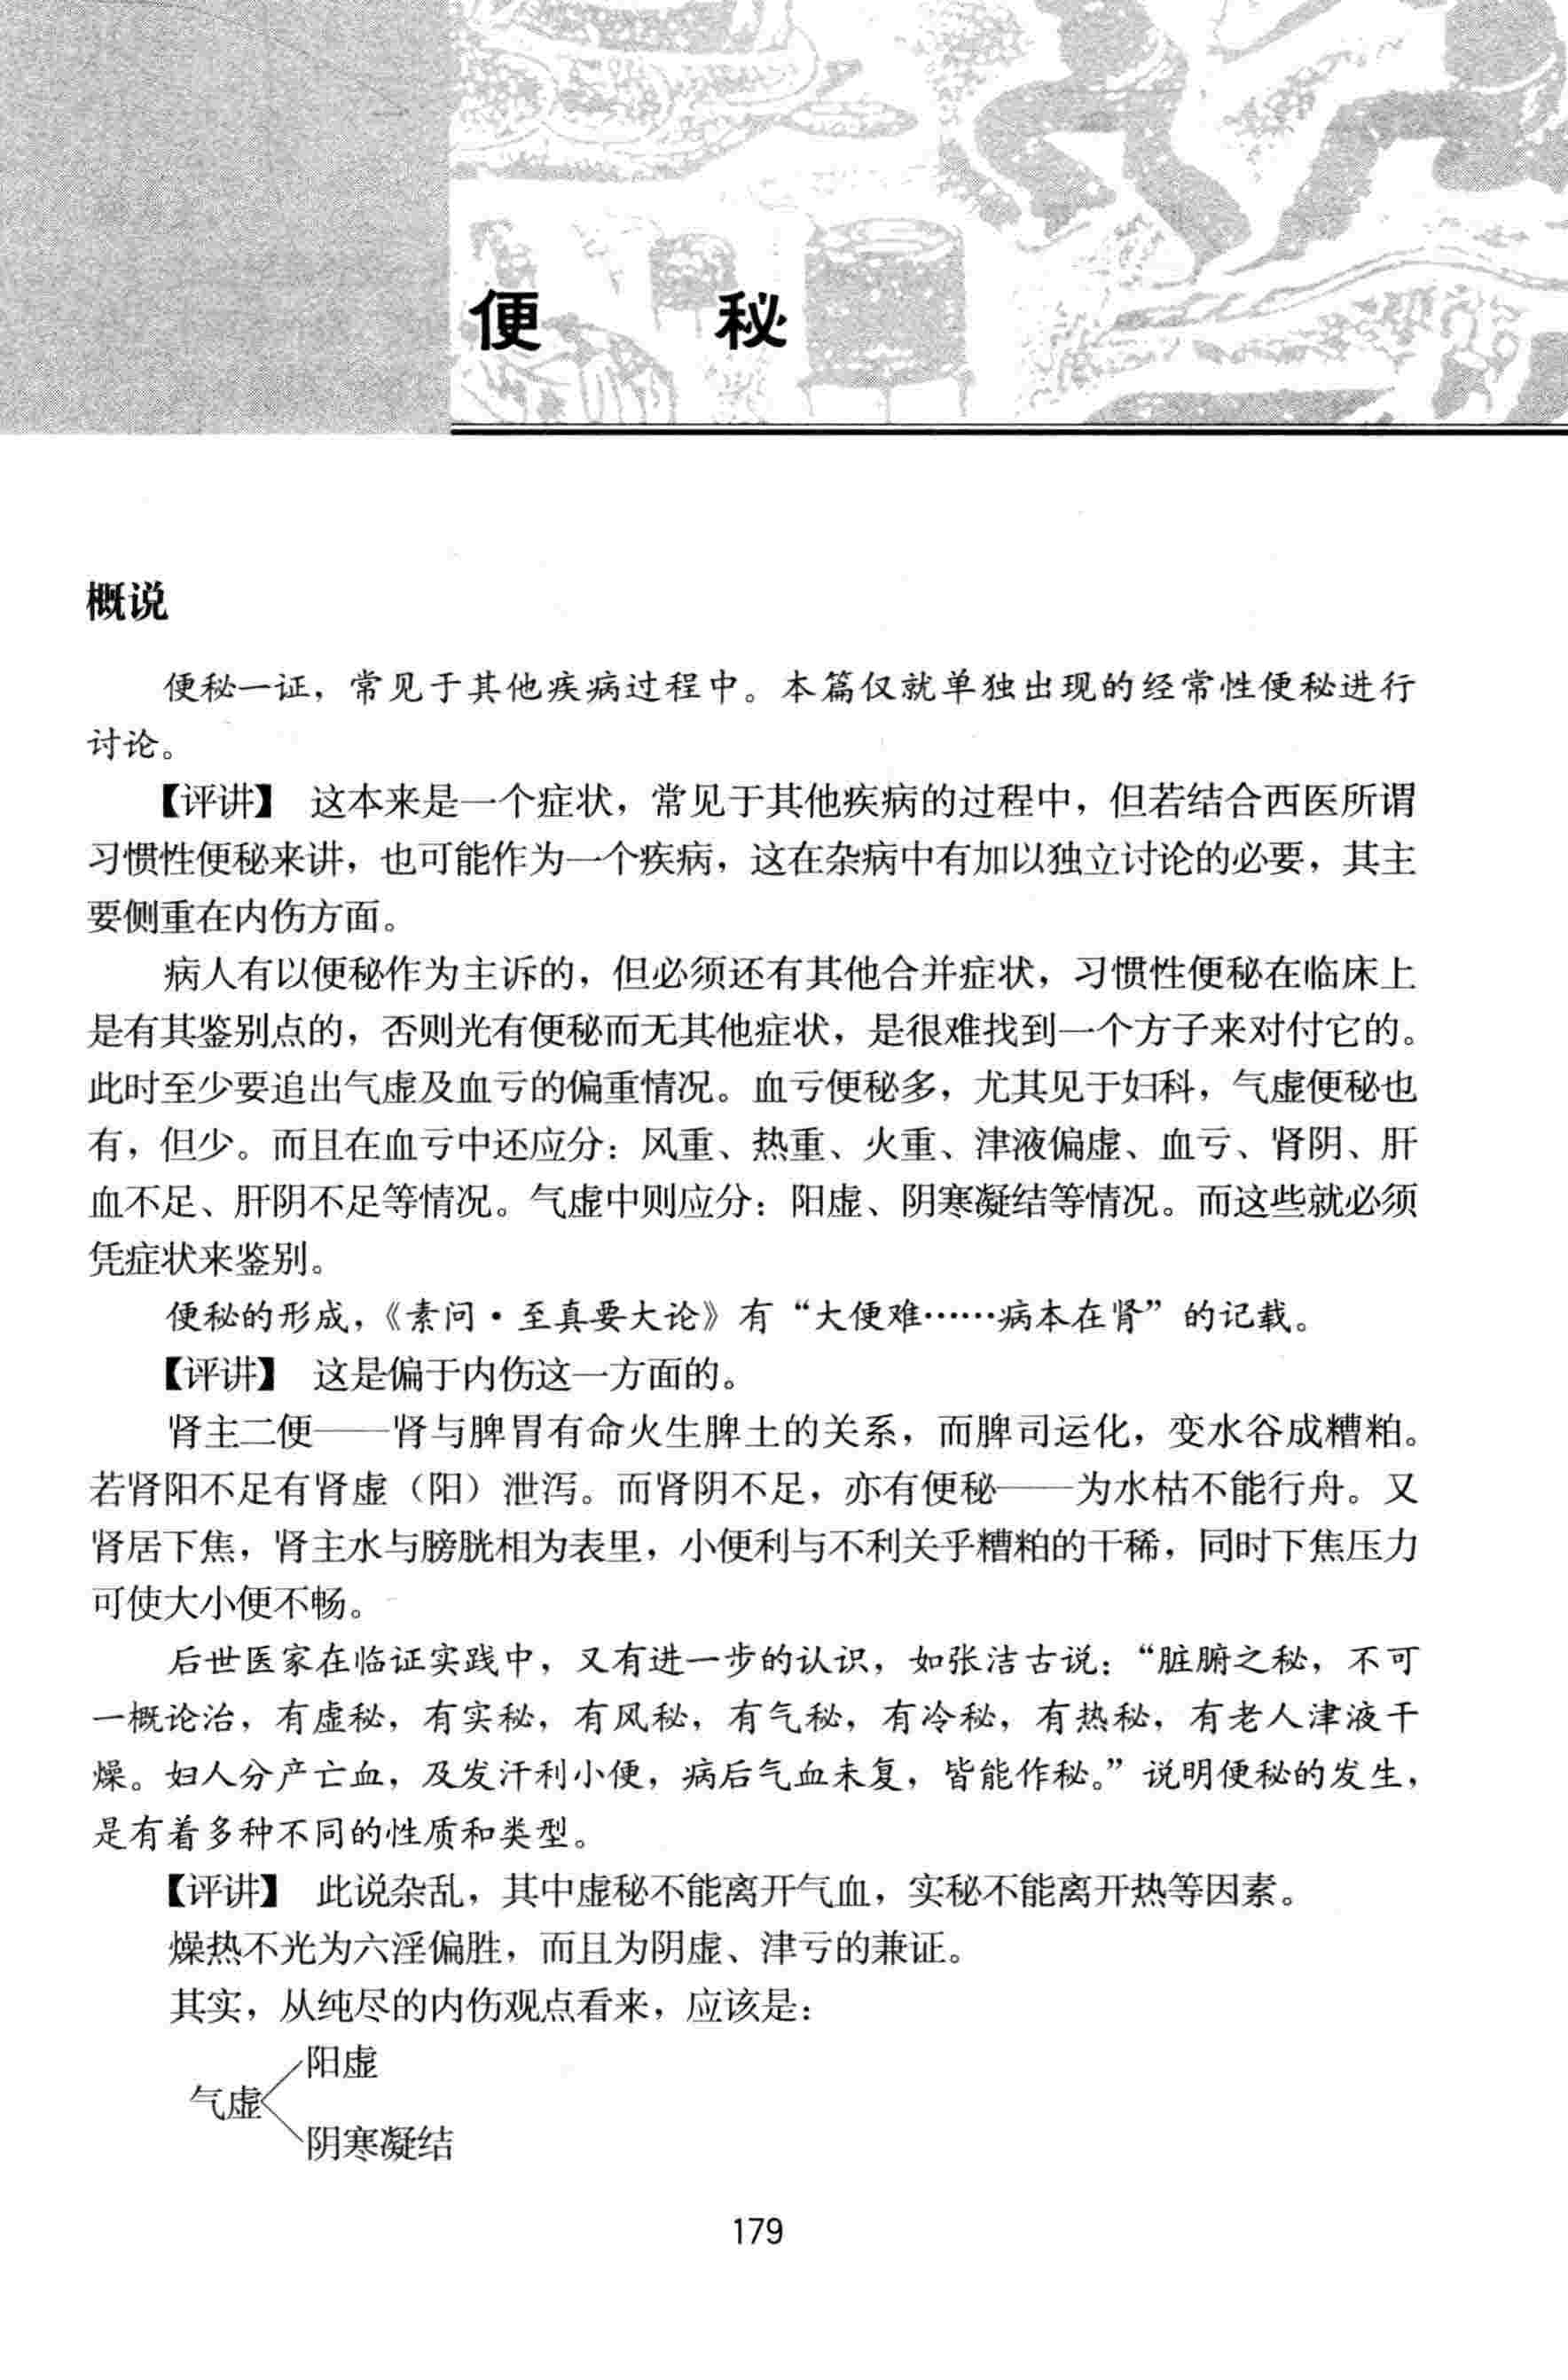 便 秘
概说
便秘一证，常见于其他疾病过程中。本篇仅就单独出现的经常性便秘进行
讨论。
【评讲】 这本来是一个症状，常见于其他疾病的过程中，但若结合西医所谓
习惯性便秘来讲，也可能作为一个疾病，这在杂病中有加以独立讨论的必要，其主
要侧重在内伤方面。
病人有以便秘作为主诉的，但必须还有其他合并症状，习惯性便秘在临床上
是有其鉴别点的，否则光有便秘而无其他症状，是很难找到一个方子来对付它的。
此时至少要追出气虚及血亏的偏重情况。血亏便秘多，尤其见于妇科，气虚便秘也
有，但少。而且在血亏中还应分：风重、热重、火重、津液偏虚、血亏、肾阴、肝
血不足、肝阴不足等情况。气虚中则应分：阳虚、阴寒凝结等情况。而这些就必须
凭症状来鉴别。
便秘的形成，《素问·至真要大论》有“大便难……病本在肾”的记载。
【评讲】 这是偏于内伤这一方面的。
肾主二便——肾与脾胃有命火生脾土的关系，而脾司运化，变水谷成糟粕。
若肾阳不足有肾虚（阳）泄泻。而肾阴不足，亦有便秘——为水枯不能行舟。又
肾居下焦，肾主水与膀胱相为表里，小便利与不利关乎糟粕的干稀，同时下焦压力
可使大小便不畅。
后世医家在临证实践中，又有进一步的认识，如张洁古说：“脏腑之秘，不可
一概论治，有虚秘，有实秘，有风秘，有气秘，有冷秘，有热秘，有老人津液干
燥。妇人分产亡血，及发汗利小便，病后气血未复，皆能作秘。”说明便秘的发生，
是有着多种不同的性质和类型。
【评讲】 此说杂乱，其中虚秘不能离开气血，实秘不能离开热等因素。
燥热不光为六淫偏胜，而且为阴虚、津亏的兼证。
其实，从纯尽的内伤观点看来，应该是：
阳虚
气虚
阴寒凝结
179